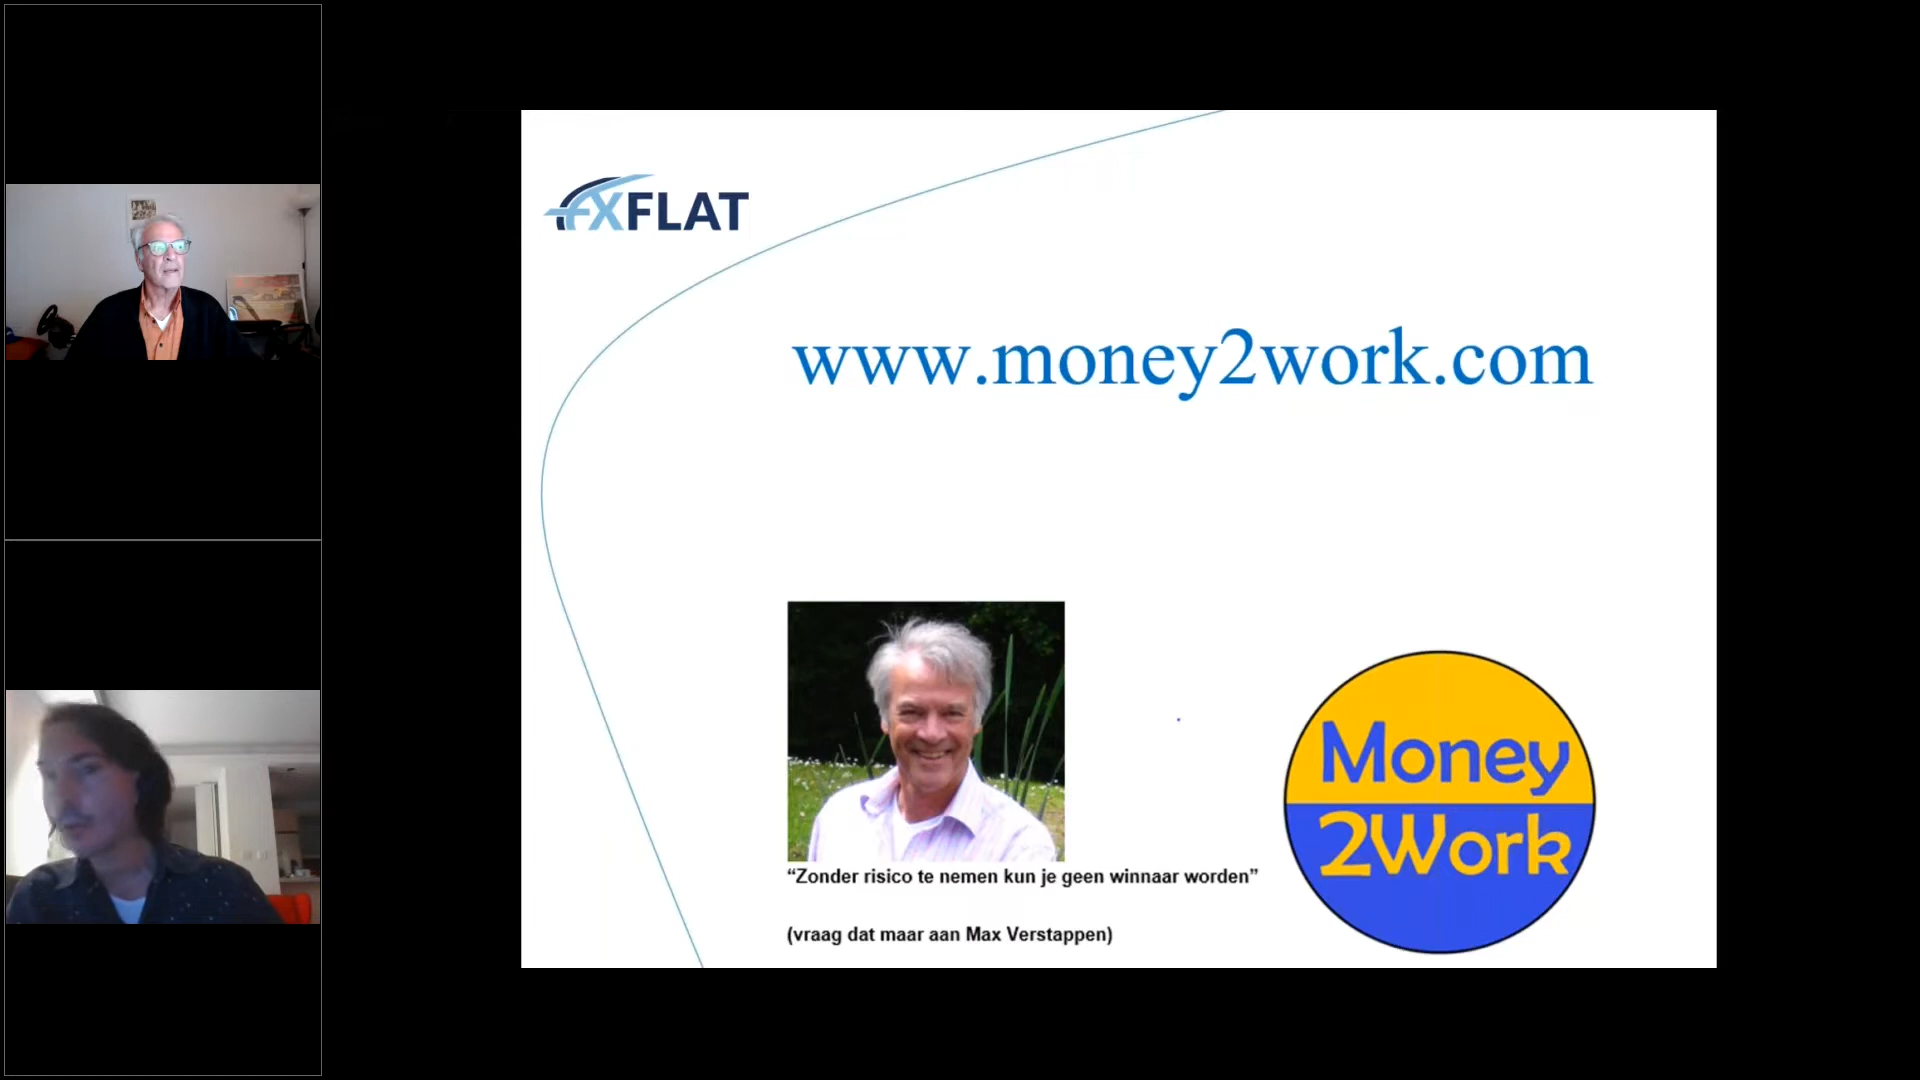 FXFLAT
www.money2work.com
“Zonder risico te nemen kun je geen winnaar worden”
(vraag dat maar aan Max Verstappen)
Money
2Work